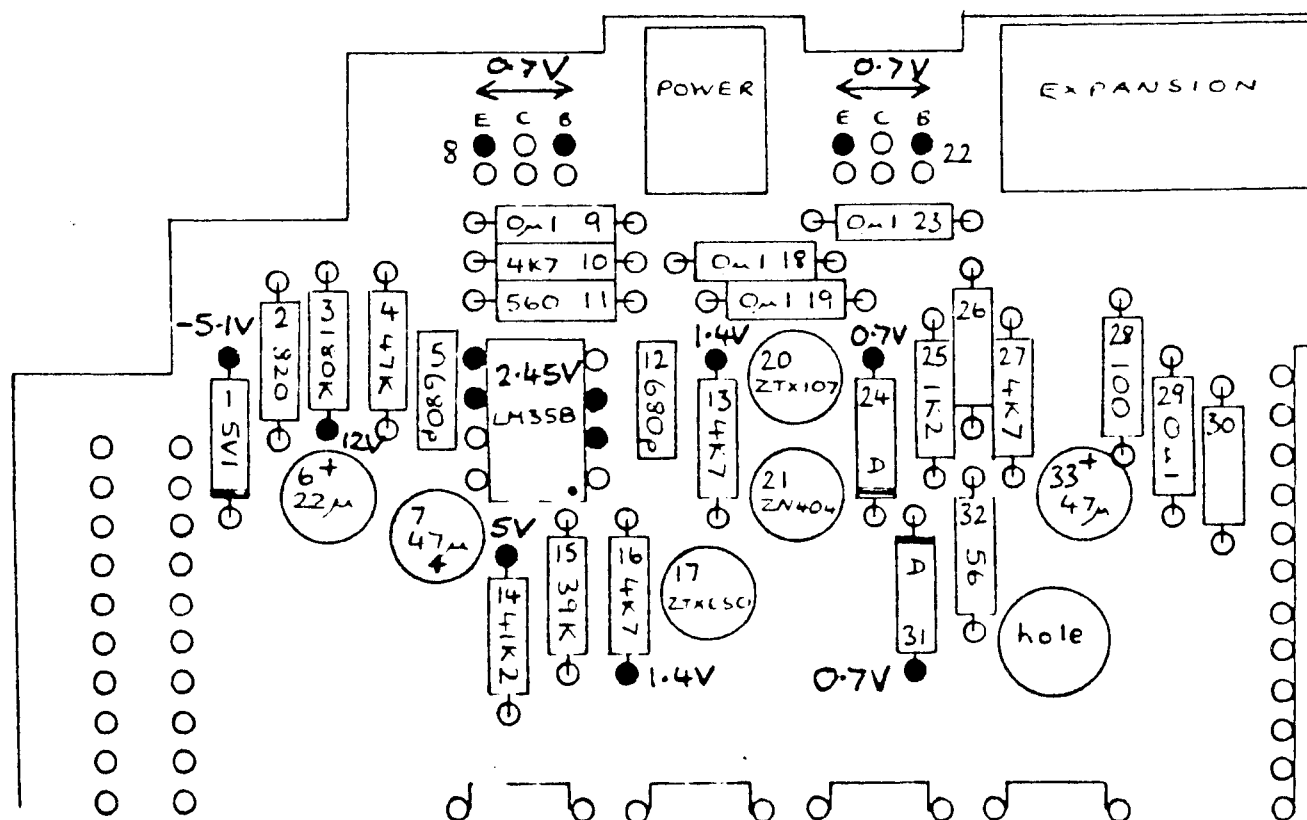 0.7V
0.7V
POWER
EXPANSION
E C B
E C B
8
22
0μ1 9
0μ1 23
4K7 10
0μ1 18
560 11
0μ1 19
-5.1V
2 820
3 180K
4 47K
5 680p
2.45V
LM358
12 680p
1.4V
13 4K7
20
ZTX107
0.7V
24 D
25 1K2
26
27 4K7
28 100
29 0μ1
30
1 5V1
12V
6 +
22μ
7
47μ
+
21
ZN404
33 +
47μ
5V
14
15 39K
16 4K7
17
32 56
D 31
hole
1.4V
0.7V